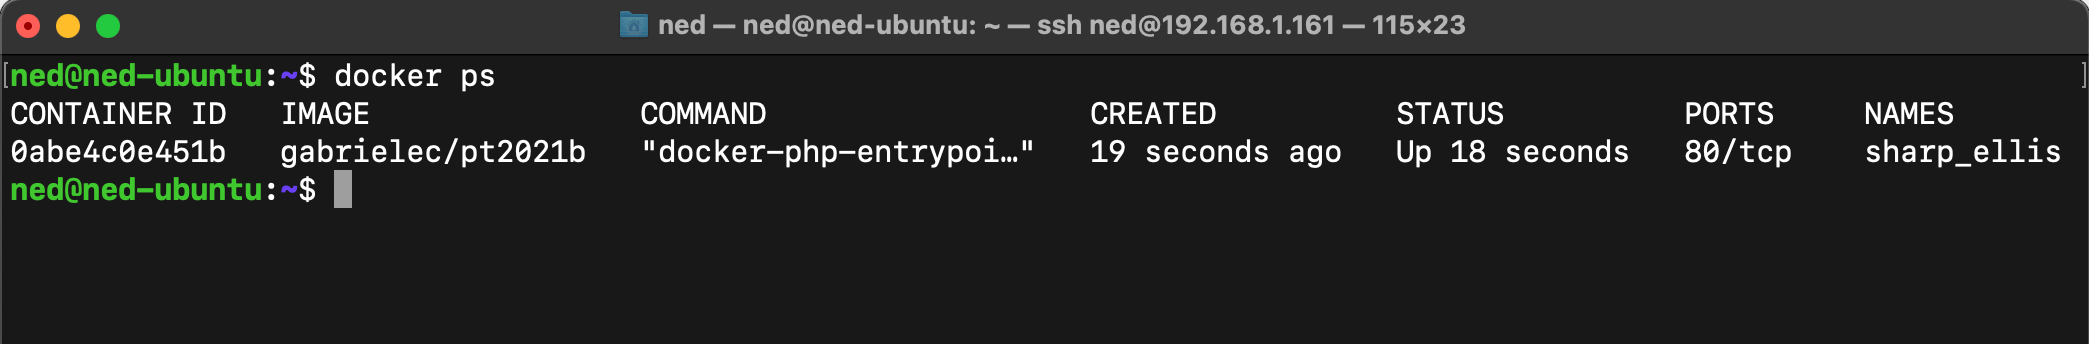 ned — ned@ned-ubuntu: ~ — ssh ned@192.168.1.161 — 115×23
[ned@ned-ubuntu:~$ docker ps ]
CONTAINER ID IMAGE COMMAND CREATED STATUS PORTS NAMES
0abe4c0e451b gabrielec/pt2021b "docker-php-entrypoi…" 19 seconds ago Up 18 seconds 80/tcp sharp_ellis
ned@ned-ubuntu:~$